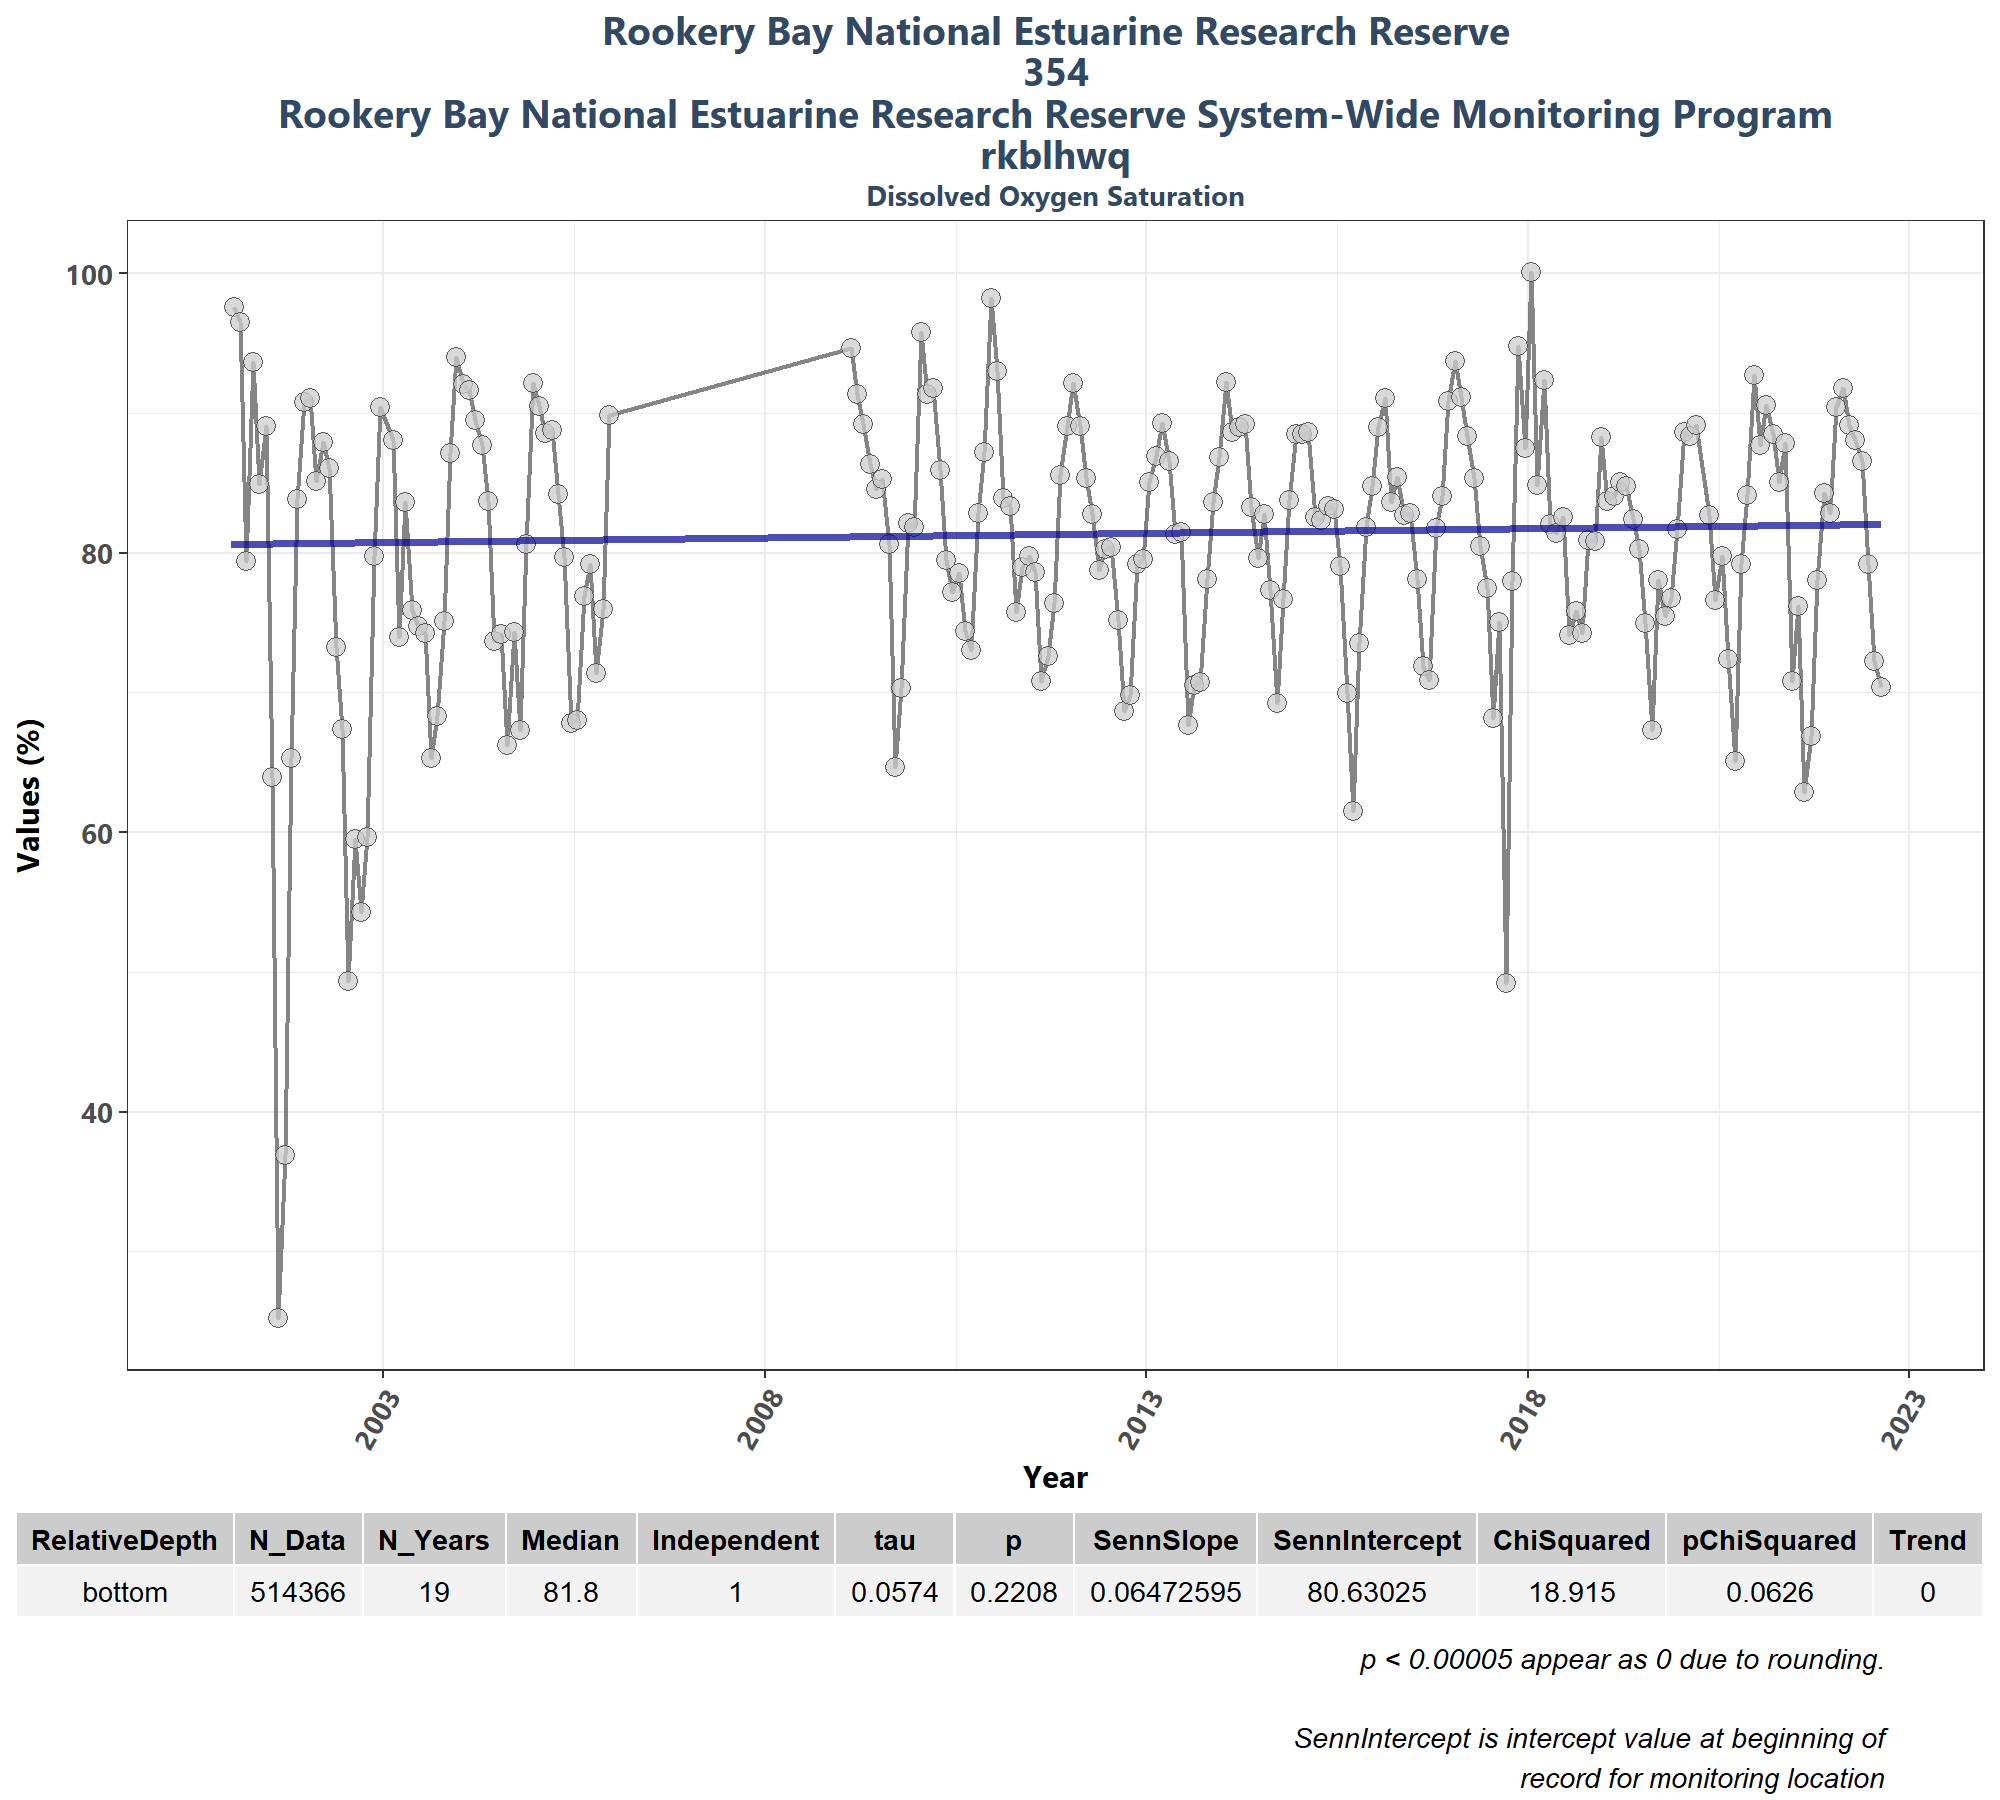 Rookery Bay National Estuarine Research Reserve
354
Rookery Bay National Estuarine Research Reserve System-Wide Monitoring Program
rkblhwq
Dissolved Oxygen Saturation
Values (%)
100
80
60
40
2003 2008 2013 2018 2023
Year
RelativeDepth N_Data N_Years Median Independent tau p SennSlope SennIntercept ChiSquared pChiSquared Trend
bottom 514366 19 81.8 1 0.0574 0.2208 0.06472595 80.63025 18.915 0.0626 0
p < 0.00005 appear as 0 due to rounding.
SennIntercept is intercept value at beginning of
record for monitoring location